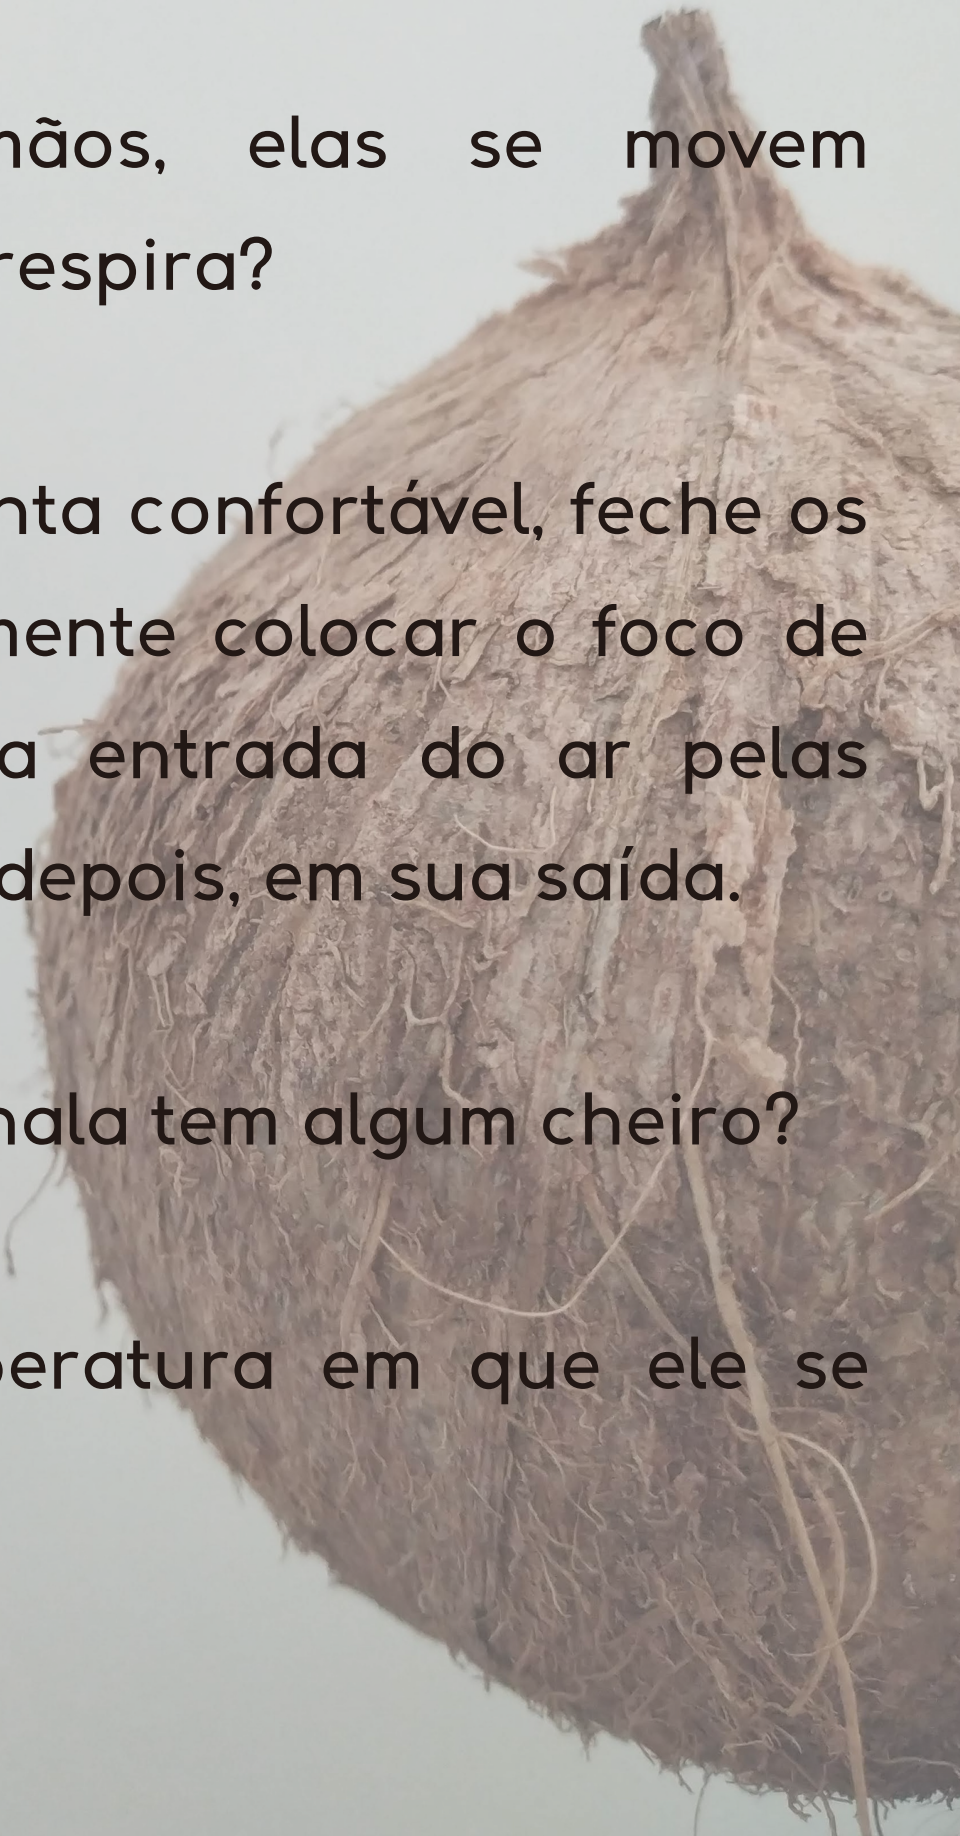 mãos, elas se movem
respira?
nta confortável, feche os
mente colocar o foco de
a entrada do ar pelas
depois, em sua saída.
nala tem algum cheiro?
peratura em que ele se